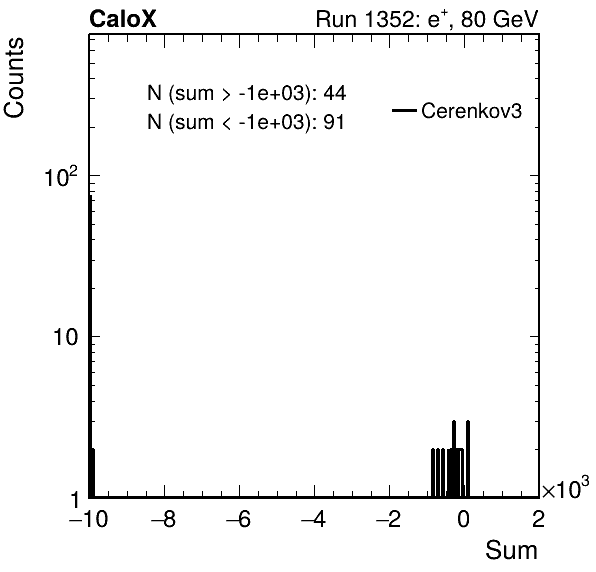 CaloX Run 1352: e⁺, 80 GeV
Counts
N (sum > -1e+03): 44
N (sum < -1e+03): 91
Cerenkov3
10²
10
1
−10 −8 −6 −4 −2 0 2
×10³
Sum